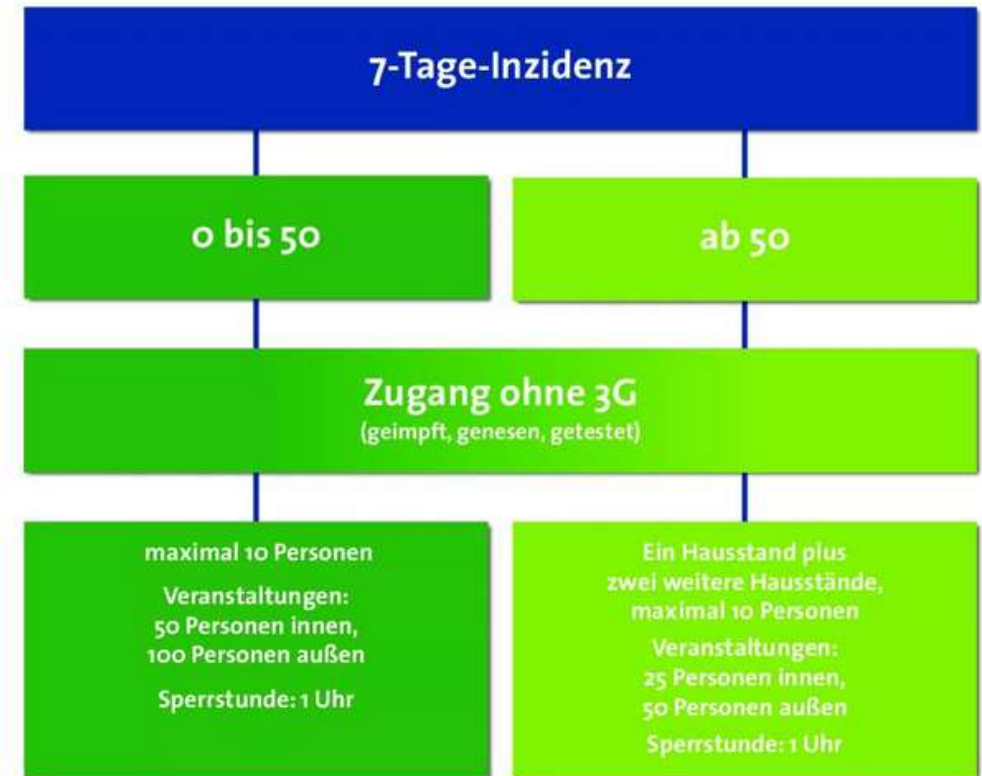 7-Tage-Inzidenz
0 bis 50
ab 50
Zugang ohne 3G
(geimpft, genesen, getestet)
maximal 10 Personen
Veranstaltungen:
50 Personen innen,
100 Personen außen
Sperrstunde: 1 Uhr
Ein Hausstand plus
zwei weitere Hausstände,
maximal 10 Personen
Veranstaltungen:
25 Personen innen,
50 Personen außen
Sperrstunde: 1 Uhr